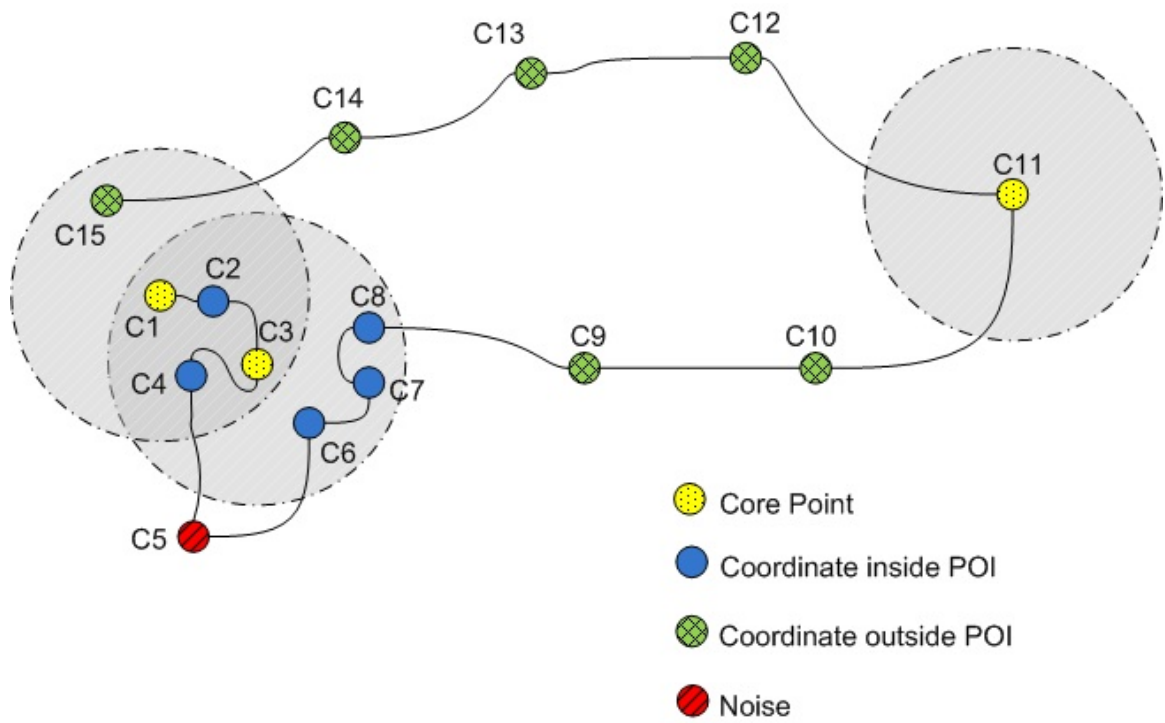 C13
C12
C14
C11
C15
C2
C8
C1
C3
C9
C10
C4
C7
C6
C5
Core Point
Coordinate inside POI
Coordinate outside POI
Noise